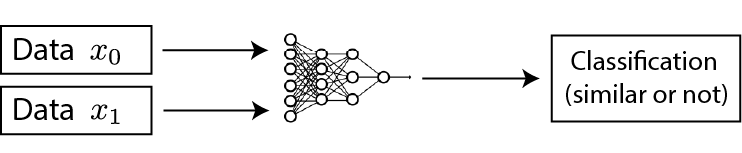 Data x₀
Data x₁
Classification
(similar or not)